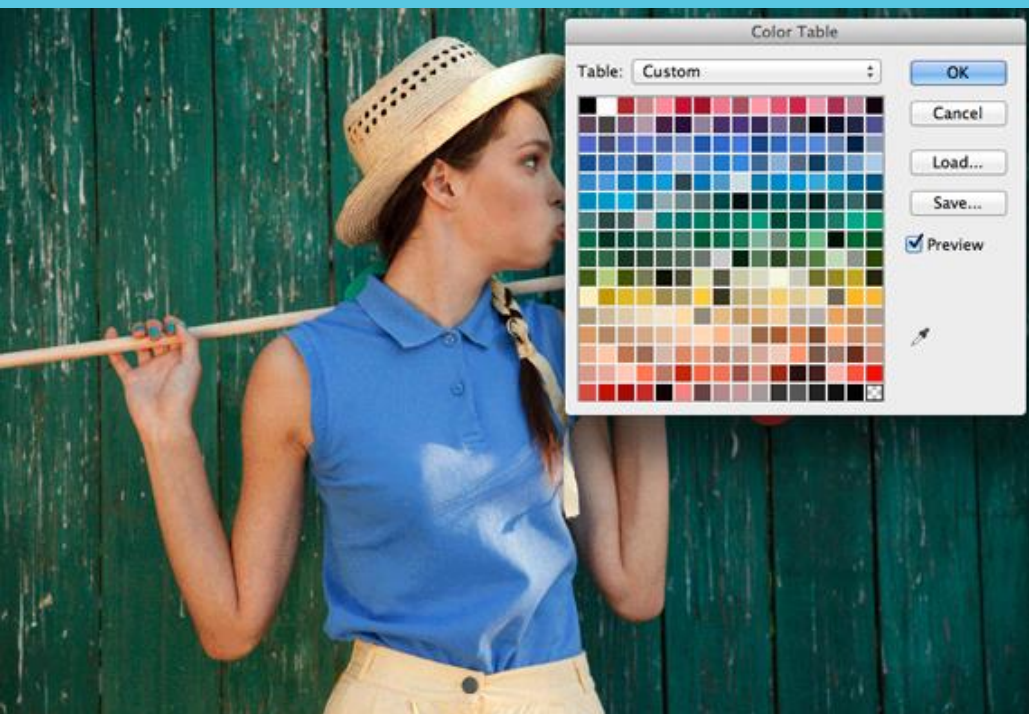 Color Table
Table: Custom
OK
Cancel
Load...
Save...
Preview